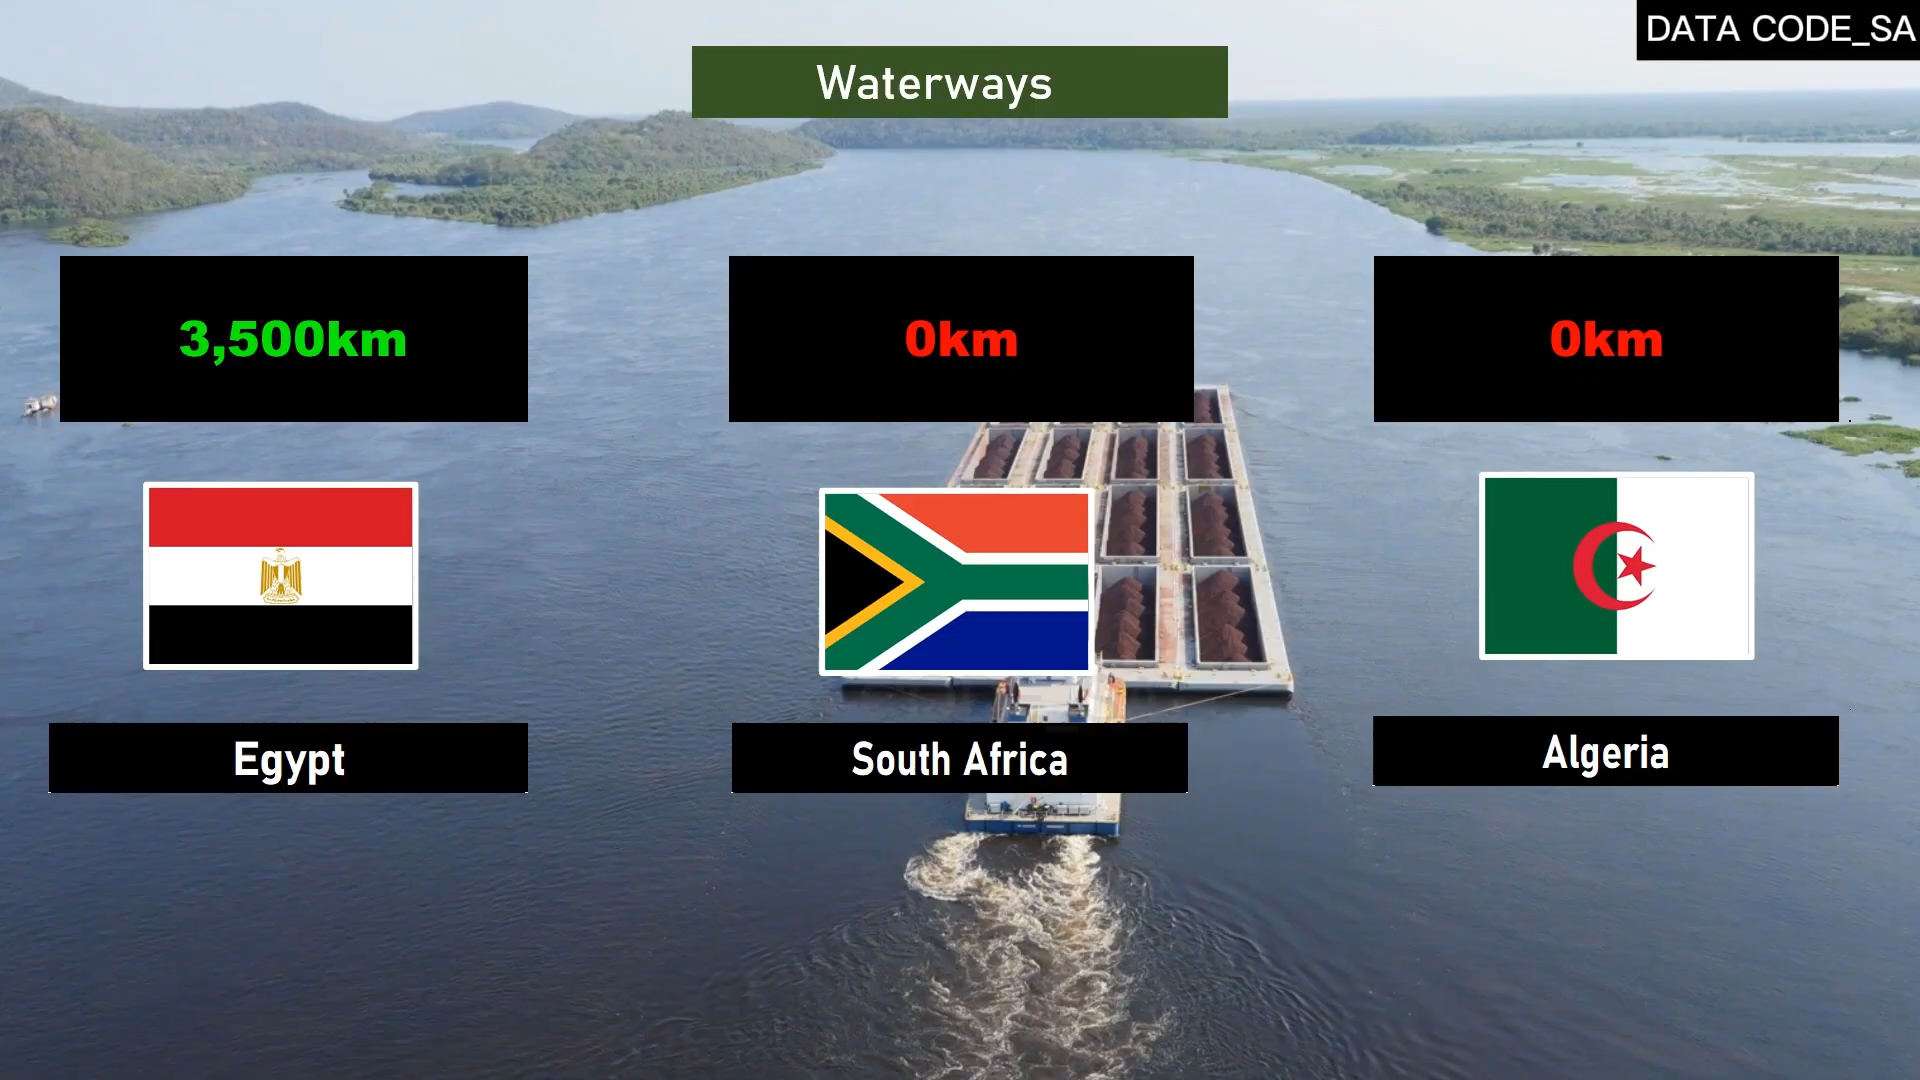 DATA CODE_SA
Waterways
3,500km
0km
0km
Egypt
South Africa
Algeria